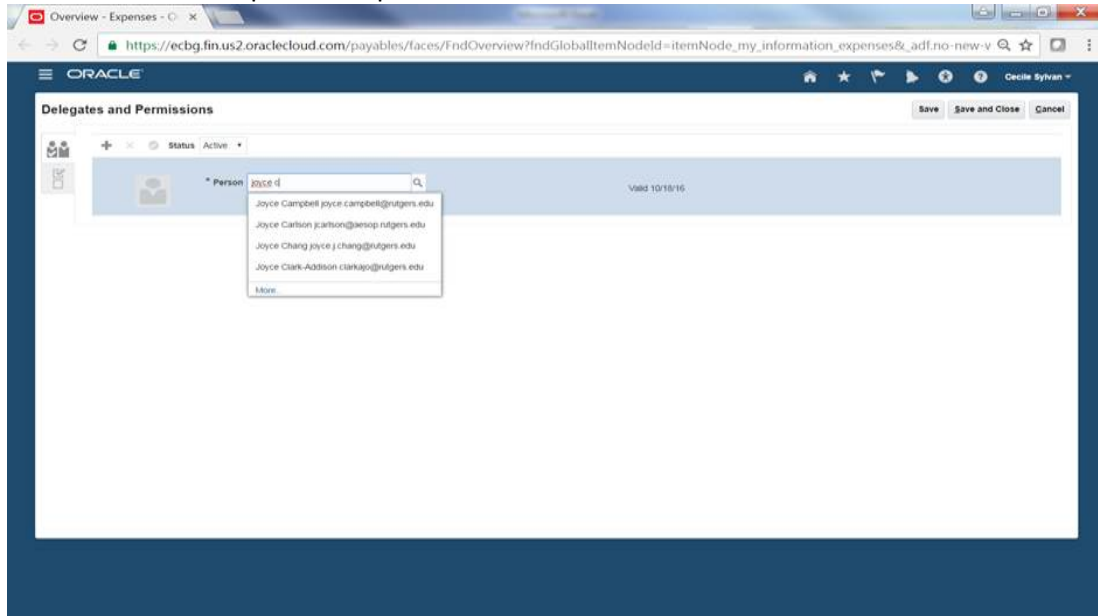 Overview - Expenses - O
https://ecbg.fin.us2.oraclecloud.com/payables/faces/FndOverview?fndGlobalItemNodeId=itemNode_my_information_expenses&_adf.no-new-v
ORACLE
Cecile Sylvan
Delegates and Permissions
Save Save and Close Cancel
Status Active
* Person joyce c
Valid 10/18/16
Joyce Campbell joyce.campbell@rutgers.edu
Joyce Carlson jcarlson@aesop.rutgers.edu
Joyce Chang joyce.j.chang@rutgers.edu
Joyce Clark-Addison clarkajo@rutgers.edu
More...